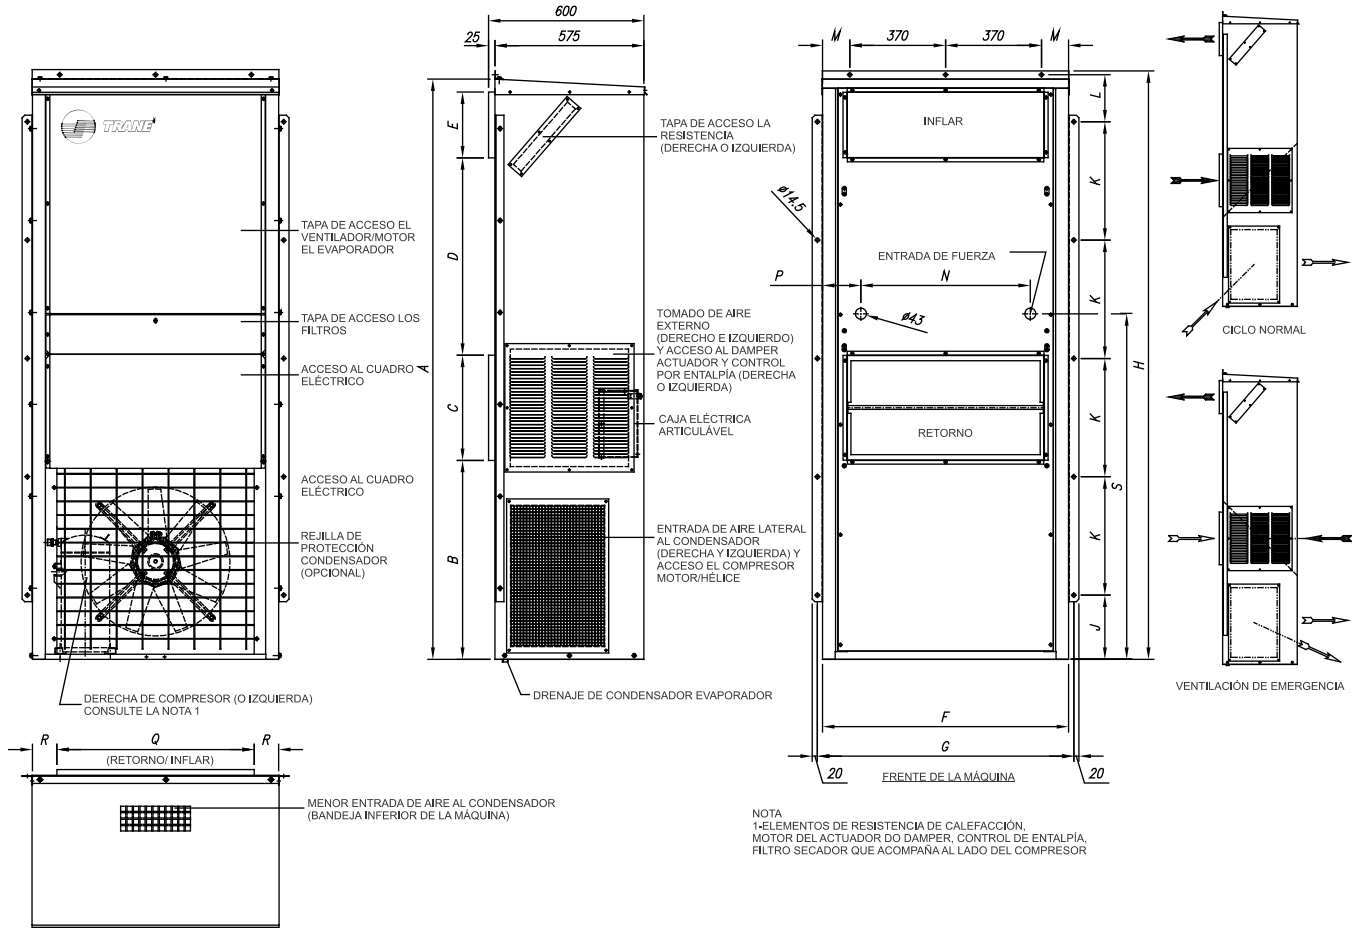 TRANE
TAPA DE ACCESO EL
VENTILADOR/MOTOR
EL EVAPORADOR
TAPA DE ACCESO LOS
FILTROS
ACCESO AL CUADRO
ELÉCTRICO
ACCESO AL CUADRO
ELÉCTRICO
REJILLA DE
PROTECCIÓN
CONDENSADOR
(OPCIONAL)
DERECHA DE COMPRESOR (O IZQUIERDA)
CONSULTE LA NOTA 1
R
Q
R
(RETORNO/ INFLAR)
MENOR ENTRADA DE AIRE AL CONDENSADOR
(BANDEJA INFERIOR DE LA MÁQUINA)
600
25
575
A
E
D
C
B
TAPA DE ACCESO LA
RESISTENCIA
(DERECHA O IZQUIERDA)
TOMADO DE AIRE
EXTERNO
(DERECHO E IZQUIERDO)
Y ACCESO AL DAMPER
ACTUADOR Y CONTROL
POR ENTALPÍA (DERECHA
O IZQUIERDA)
CAJA ELÉCTRICA
ARTICULÁVEL
ENTRADA DE AIRE LATERAL
AL CONDENSADOR
(DERECHA Y IZQUIERDA) Y
ACCESO EL COMPRESOR
MOTOR/HÉLICE
DRENAJE DE CONDENSADOR EVAPORADOR
M
370
370
M
INFLAR
L
K
ø14.5
ENTRADA DE FUERZA
P
N
K
ø43
H
K
RETORNO
S
K
J
F
G
20
FRENTE DE LA MÁQUINA
20
NOTA
1-ELEMENTOS DE RESISTENCIA DE CALEFACCIÓN,
MOTOR DEL ACTUADOR DO DAMPER, CONTROL DE ENTALPÍA,
FILTRO SECADOR QUE ACOMPAÑA AL LADO DEL COMPRESOR
CICLO NORMAL
VENTILACIÓN DE EMERGENCIA